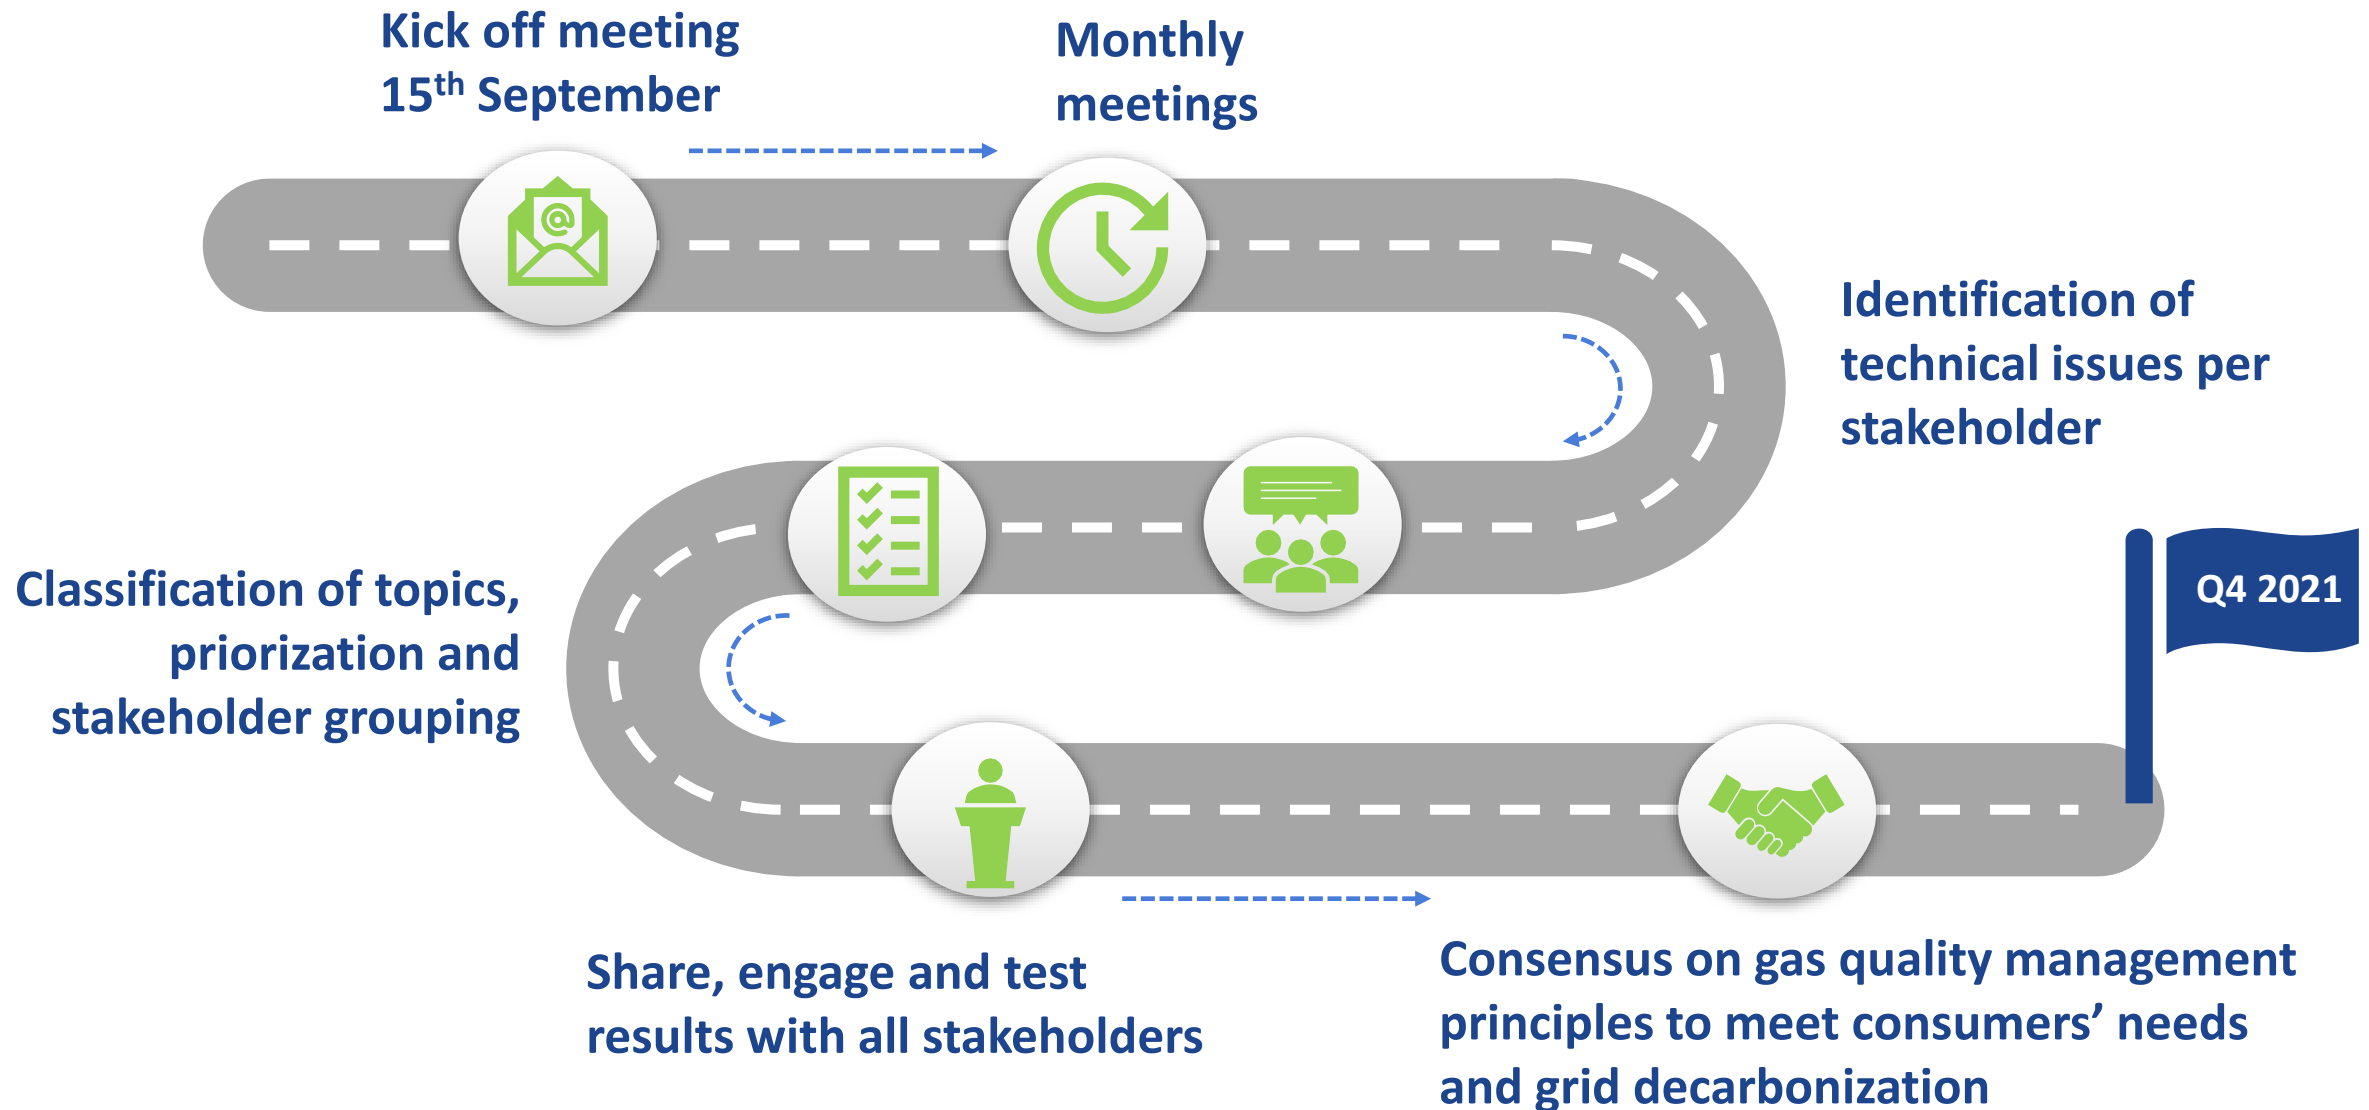 Kick off meeting
15th September
Monthly
meetings
Identification of
technical issues per
stakeholder
Classification of topics,
priorization and
stakeholder grouping
Q4 2021
Share, engage and test
results with all stakeholders
Consensus on gas quality management
principles to meet consumers’ needs
and grid decarbonization